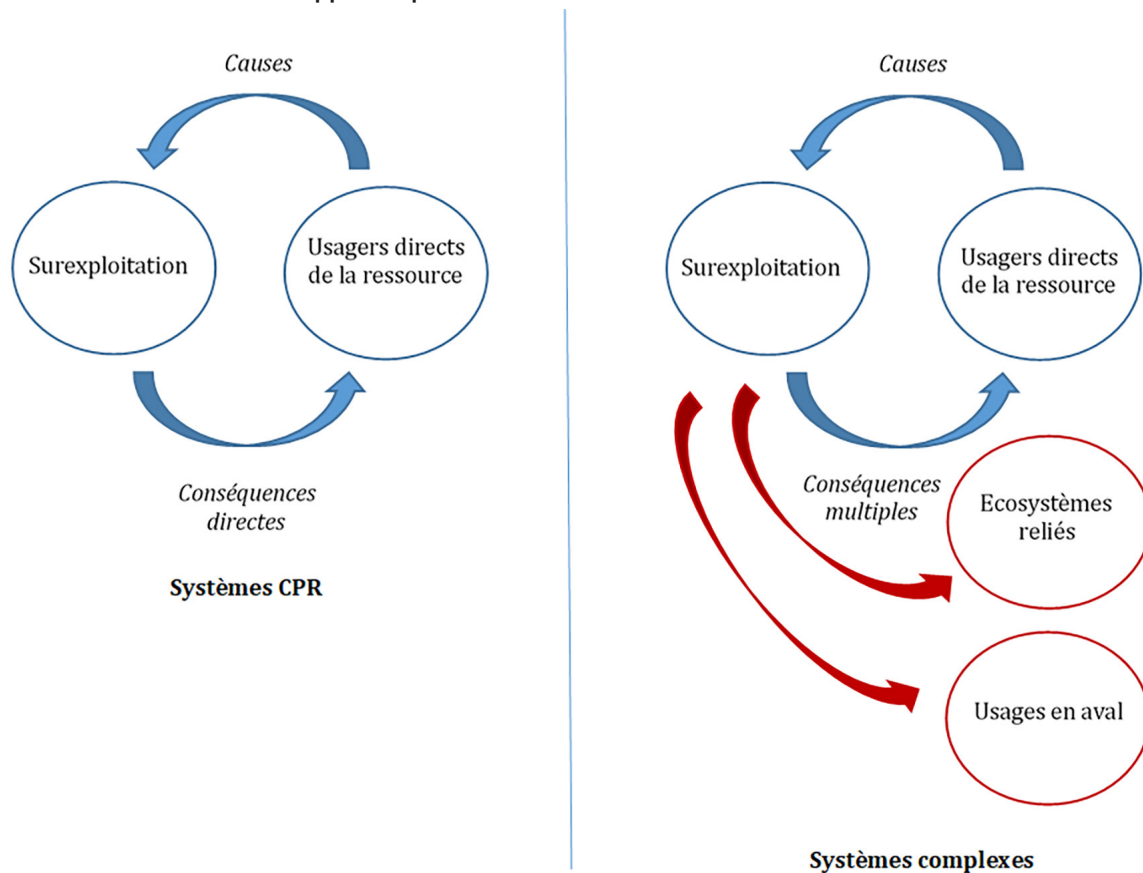 Causes
Surexploitation
Usagers directs
de la ressource
Conséquences
directes
Systèmes CPR
Causes
Surexploitation
Usagers directs
de la ressource
Conséquences
multiples
Ecosystèmes
reliés
Usages en aval
Systèmes complexes